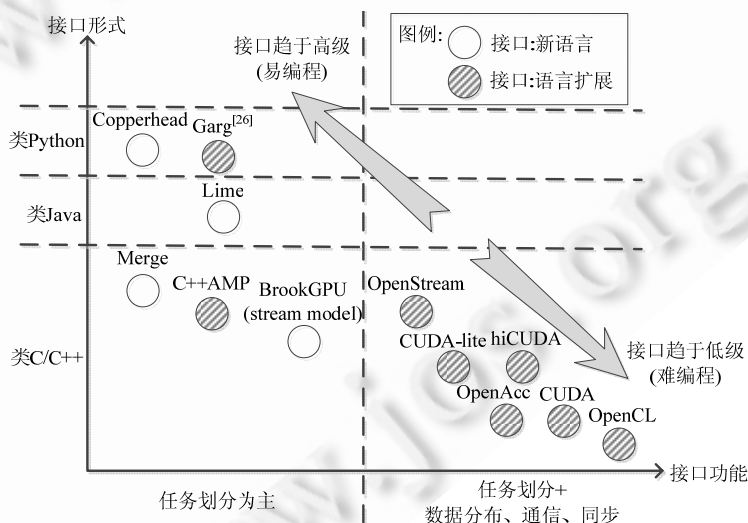 接口形式
图例:
接口:新语言
接口:语言扩展
接口趋于高级
(易编程)
类Python
Copperhead
Garg[26]
类Java
Lime
类C/C++
Merge
C++AMP
BrookGPU
(stream model)
OpenStream
CUDA-lite
hiCUDA
OpenAcc
CUDA
OpenCL
接口趋于低级
(难编程)
接口功能
任务划分为主
任务划分+
数据分布、通信、同步
www.jos.org